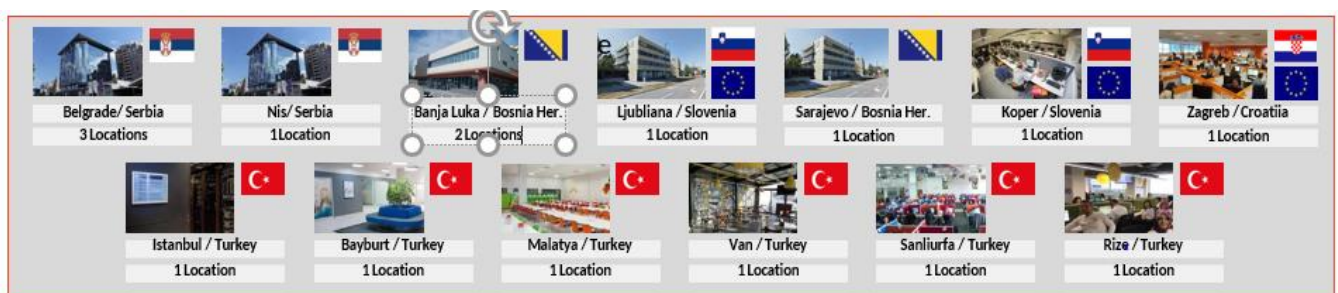 e
Belgrade/ Serbia
3 Locations
Nis/ Serbia
1 Location
Banja Luka / Bosnia Her.
2 Locations
Ljubliana / Slovenia
1 Location
Sarajevo / Bosnia Her.
1 Location
Koper / Slovenia
1 Location
Zagreb / Croatiia
1 Location
Istanbul / Turkey
1 Location
Bayburt / Turkey
1 Location
Malatya / Turkey
1 Location
Van / Turkey
1 Location
Sanliurfa / Turkey
1 Location
Rize / Turkey
1 Location